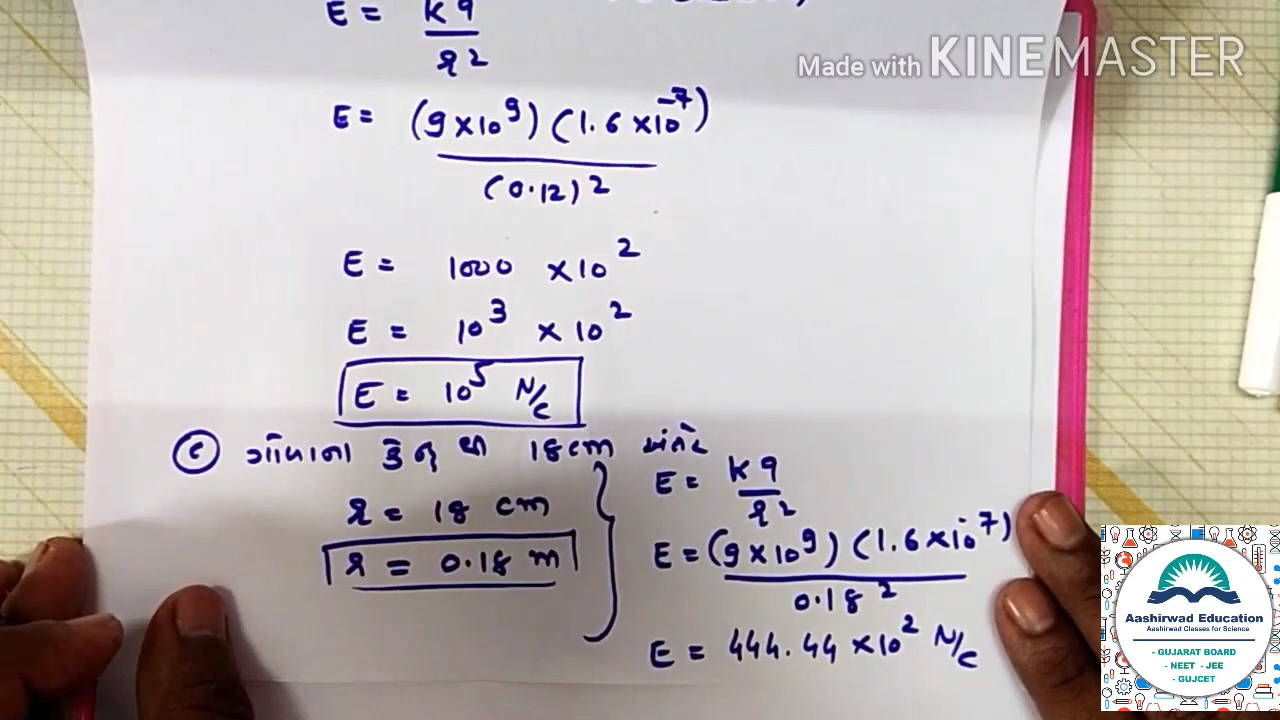 E = kq / r²
Made with KINEMASTER
E = (9×10⁹) (1.6×10⁻⁷) / (0.12)²
E = 1000 × 10²
E = 10³ × 10²
E = 10⁵ N/C
(c) ગોળાના કેન્દ્ર થી 18cm અંતરે
r = 18 cm
r = 0.18 m
E = kq / r²
E = (9×10⁹) (1.6×10⁻⁷) / 0.18²
E = 444.44 ×10² N/C
Aashirwad Education
Aashirwad Classes for Science
- GUJARAT BOARD
- NEET - JEE
- GUJCET